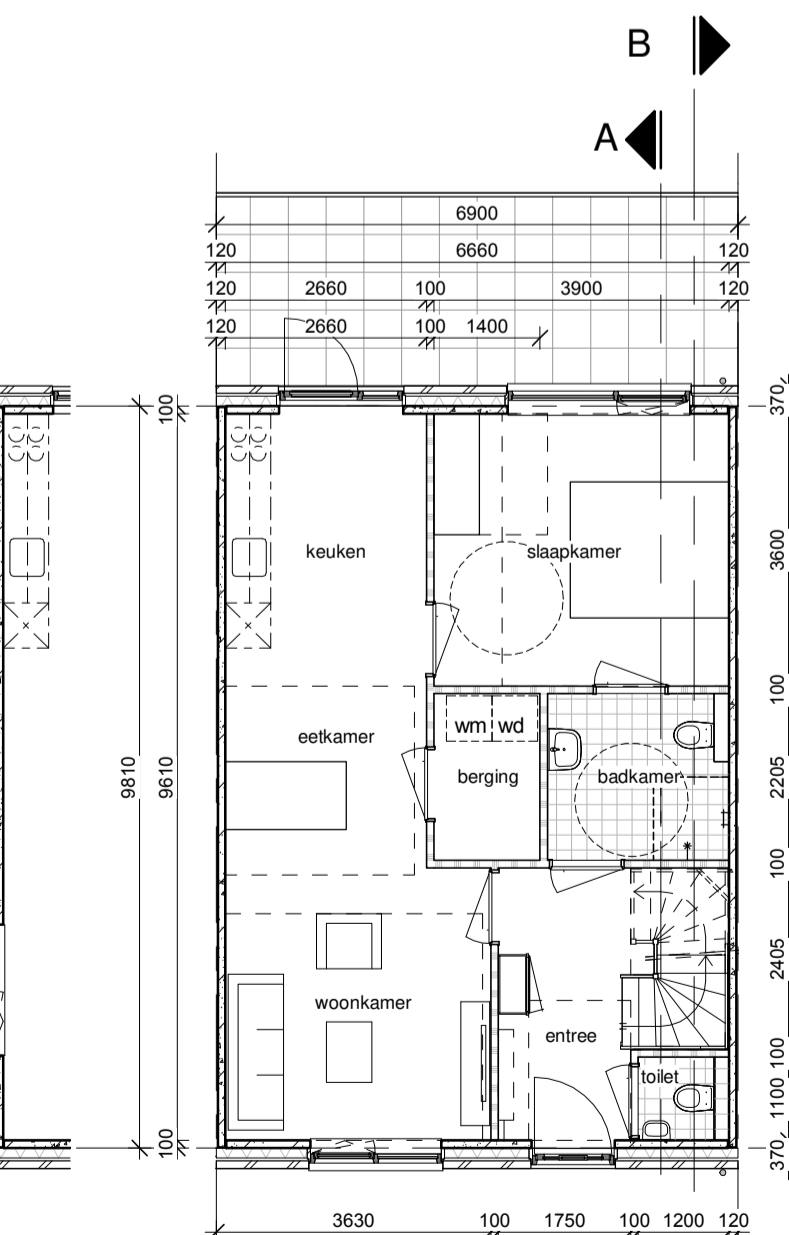 B
A
6900
120 6660 120
120 2660 100 3900 120
120 2660 100 1400
100 370
keuken slaapkamer 3600
100
eetkamer wm wd
9810 9610 berging badkamer 2205
100
woonkamer 2405
entree 100
toilet 1100
100 370
3630 100 1750 100 1200 120